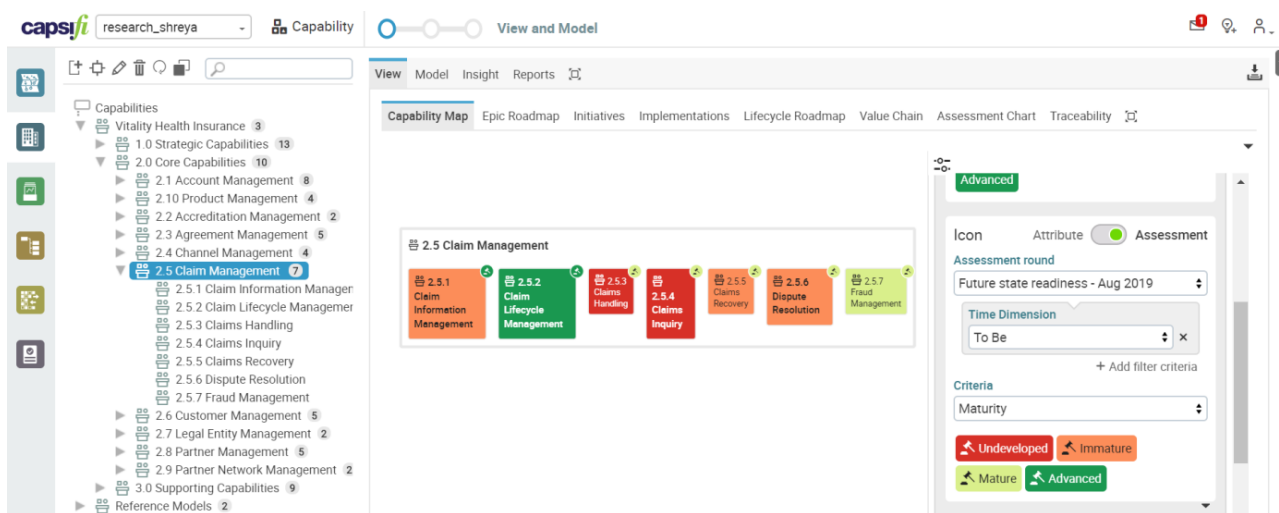 capsifi
research_shreya
Capability
View and Model
1
Capabilities
Vitality Health Insurance 3
1.0 Strategic Capabilities 13
2.0 Core Capabilities 10
2.1 Account Management 8
2.10 Product Management 4
2.2 Accreditation Management 2
2.3 Agreement Management 5
2.4 Channel Management 4
2.5 Claim Management 7
2.5.1 Claim Information Manager
2.5.2 Claim Lifecycle Managemer
2.5.3 Claims Handling
2.5.4 Claims Inquiry
2.5.5 Claims Recovery
2.5.6 Dispute Resolution
2.5.7 Fraud Management
2.6 Customer Management 5
2.7 Legal Entity Management 2
2.8 Partner Management 5
2.9 Partner Network Management 2
3.0 Supporting Capabilities 9
Reference Models 2
View Model Insight Reports
Capability Map Epic Roadmap Initiatives Implementations Lifecycle Roadmap Value Chain Assessment Chart Traceability
2.5 Claim Management
2.5.1
Claim
Information
Management
2.5.2
Claim
Lifecycle
Management
2.5.3
Claims
Handling
2.5.4
Claims
Inquiry
2.5.5
Claims
Recovery
2.5.6
Dispute
Resolution
2.5.7
Fraud
Management
Advanced
Icon Attribute Assessment
Assessment round
Future state readiness - Aug 2019
Time Dimension
To Be ×
+ Add filter criteria
Criteria
Maturity
Undeveloped Immature
Mature Advanced